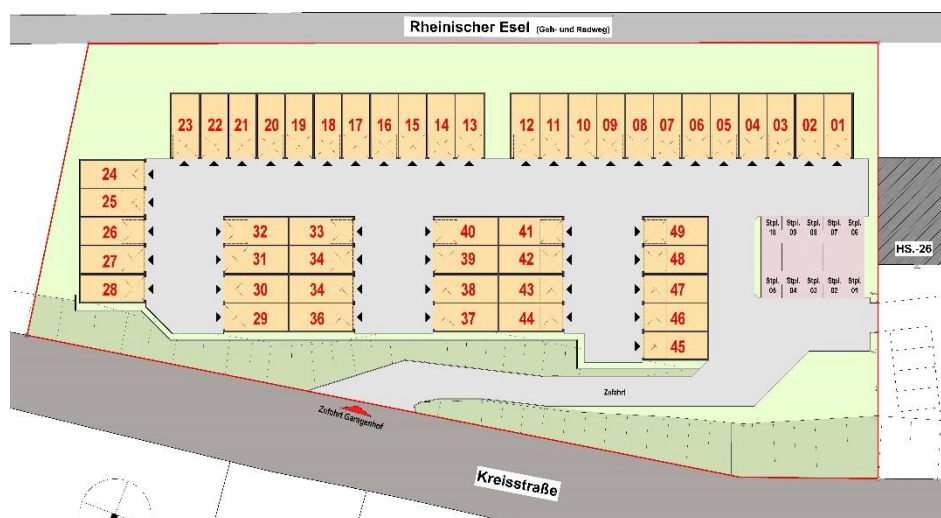 Rheinischer Esel (Geh- und Radweg)
23 22 21 20 19 18 17 16 15 14 13 12 11 10 09 08 07 06 05 04 03 02 01
24
25
26
27
28
32 33
31 34
30 34
29 36
40 41
39 42
38 43
37 44
49
48
47
46
45
Stpl. Stpl. Stpl. Stpl. Stpl.
10 09 08 07 06
Stpl. Stpl. Stpl. Stpl. Stpl.
05 04 03 02 01
HS.-26
Zufahrt
Zufahrt Garagenhof
Kreisstraße